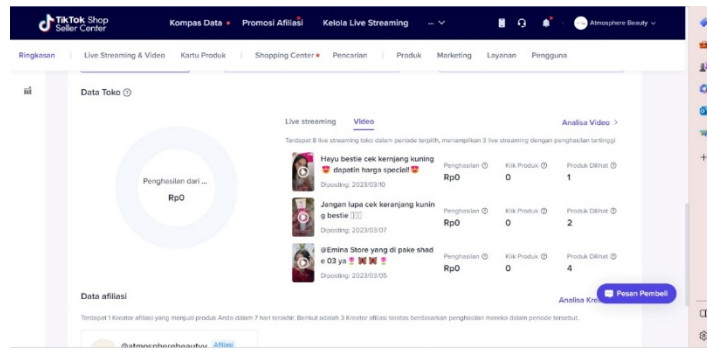 TikTok Shop
Seller Center
Kompas Data
Promosi Afiliasi
Kelola Live Streaming
Atmosphere Beauty
Ringkasan
Live Streaming & Video
Kartu Produk
Shopping Center
Pencarian
Produk
Marketing
Layanan
Pengguna
Data Toko
Live streaming
Video
Analisa Video >
Terdapat 8 live streaming toko dalam periode terpilih, menampilkan 3 live streaming dengan penghasilan tertinggi
Penghasilan dari ...
Rp0
Hayu bestie cek kernjang kuning
dapatin harga special!
Diposting: 2023/03/10
Penghasilan
Rp0
Klik Produk
0
Produk Dilihat
1
Jangan lupa cek keranjang kunin
g bestie
Diposting: 2023/03/07
Penghasilan
Rp0
Klik Produk
0
Produk Dilihat
2
@Emina Store yang di pake shad
e 03 ya
Diposting: 2023/03/05
Penghasilan
Rp0
Klik Produk
0
Produk Dilihat
4
Data afiliasi
Analisa
Pesan Pembeli
Terdapat 1 Kreator afiliasi yang menjual produk Anda dalam 7 hari terakhir. Berikut adalah 3 Kreator afiliasi teratas berdasarkan penghasilan mereka dalam periode tersebut.
@atmospherebeautyy
Afiliasi